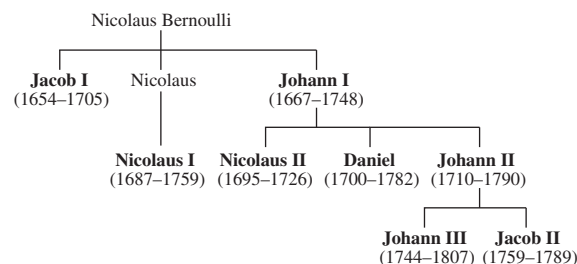 Nicolaus Bernoulli
Jacob I Nicolaus Johann I
(1654–1705) (1667–1748)
Nicolaus I Nicolaus II Daniel Johann II
(1687–1759) (1695–1726) (1700–1782) (1710–1790)
Johann III Jacob II
(1744–1807) (1759–1789)